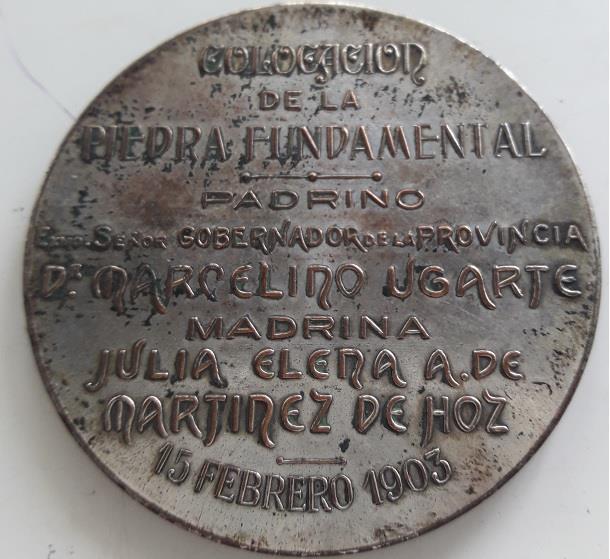 COLOCACION
DE LA
PIEDRA FUNDAMENTAL
PADRINO
EXMO. SEÑOR GOBERNADOR DE LA PROVINCIA
DR. MARCELINO UGARTE
MADRINA
JULIA ELENA A. DE
MARTINEZ DE HOZ
15 FEBRERO 1903